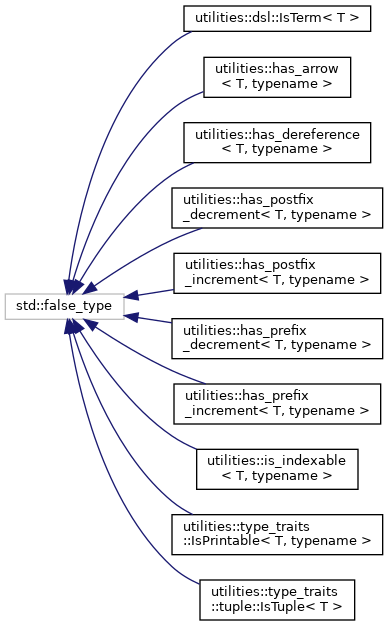 utilities::dsl::IsTerm< T >
utilities::has_arrow
< T, typename >
utilities::has_dereference
< T, typename >
utilities::has_postfix
_decrement< T, typename >
utilities::has_postfix
_increment< T, typename >
std::false_type
utilities::has_prefix
_decrement< T, typename >
utilities::has_prefix
_increment< T, typename >
utilities::is_indexable
< T, typename >
utilities::type_traits
::IsPrintable< T, typename >
utilities::type_traits
::tuple::IsTuple< T >